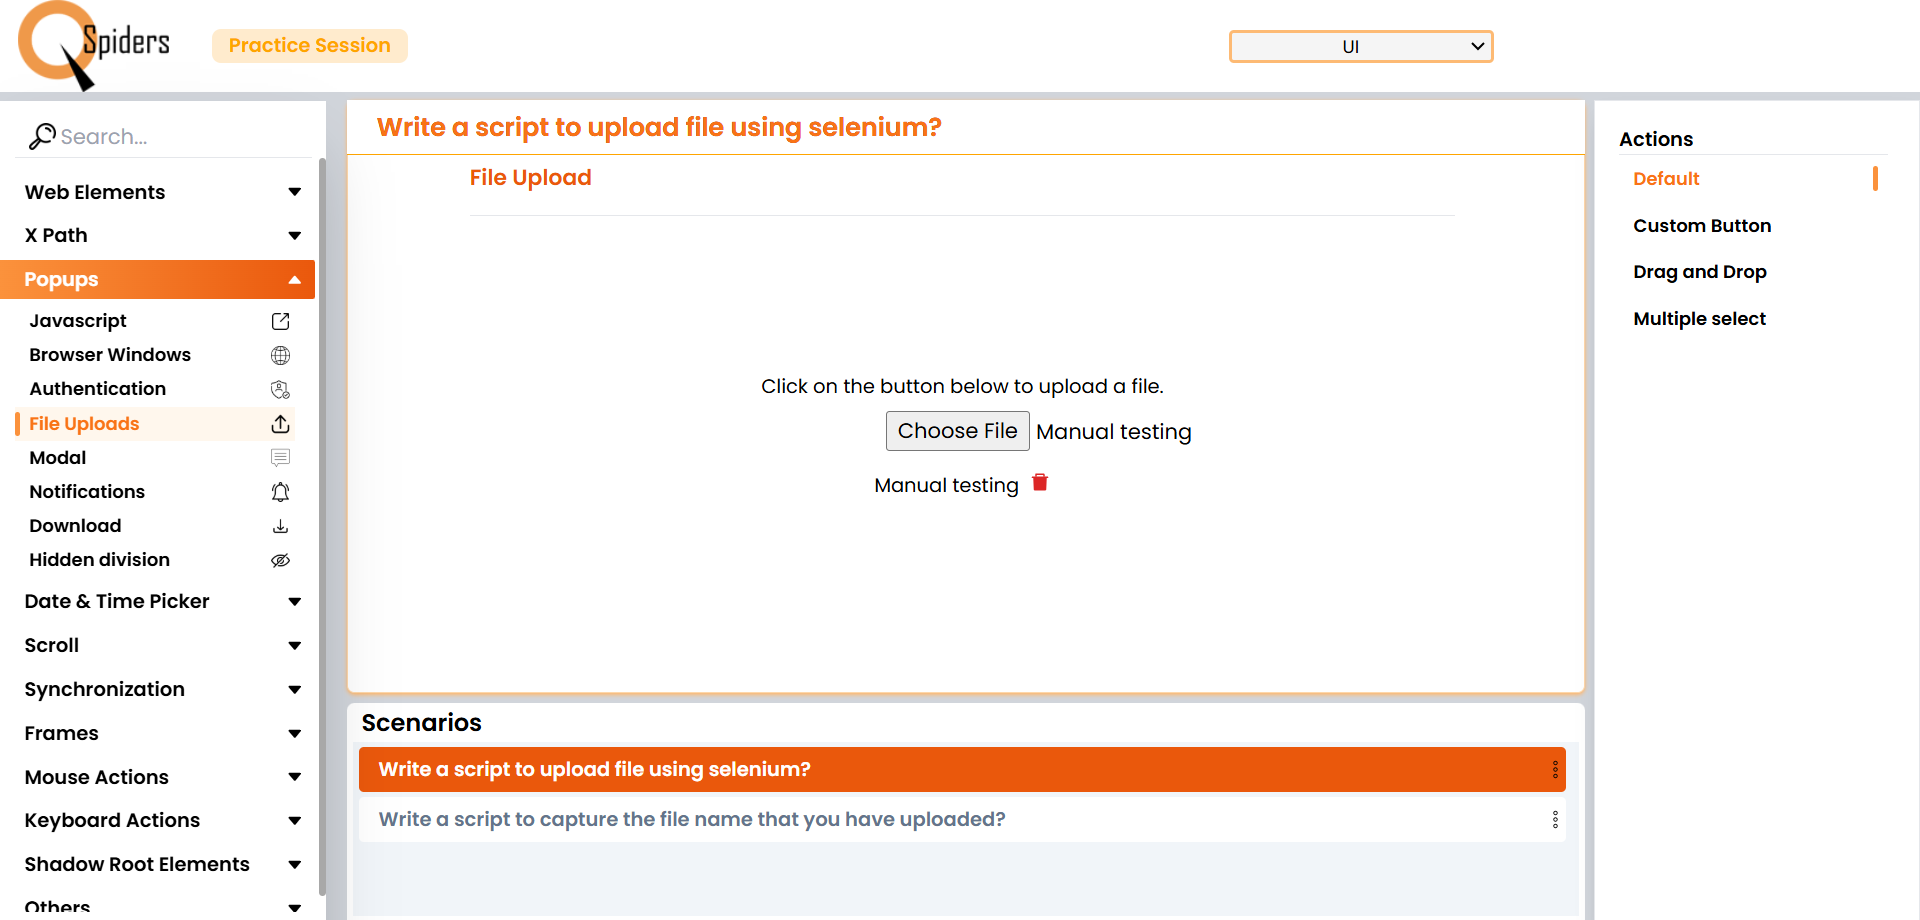 Spiders
Practice Session
UI
Search...
Web Elements
X Path
Popups
Javascript
Browser Windows
Authentication
File Uploads
Modal
Notifications
Download
Hidden division
Date & Time Picker
Scroll
Synchronization
Frames
Mouse Actions
Keyboard Actions
Shadow Root Elements
Others
Write a script to upload file using selenium?
File Upload
Click on the button below to upload a file.
Choose File Manual testing
Manual testing
Scenarios
Write a script to upload file using selenium?
Write a script to capture the file name that you have uploaded?
Actions
Default
Custom Button
Drag and Drop
Multiple select